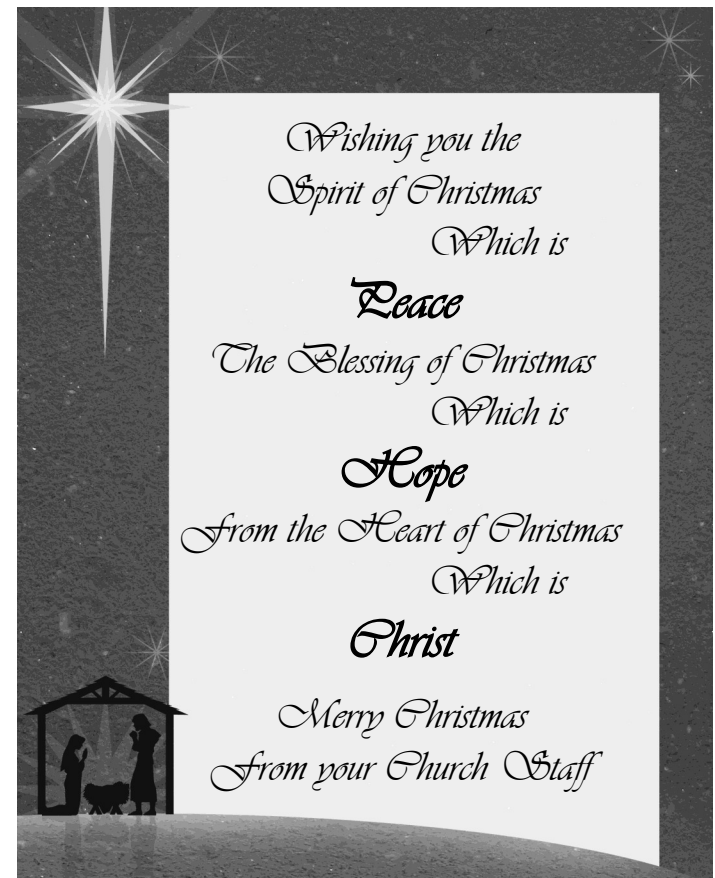 Wishing you the
Spirit of Christmas
Which is
Peace
The Blessing of Christmas
Which is
Hope
From the Heart of Christmas
Which is
Christ
Merry Christmas
From your Church Staff